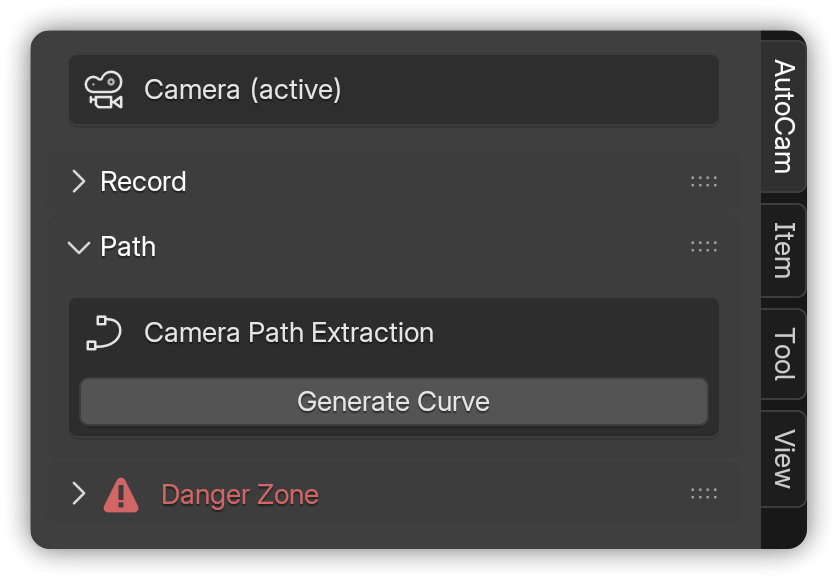 Camera (active)
Record
Path
Camera Path Extraction
Generate Curve
Danger Zone
AutoCam
Item
Tool
View